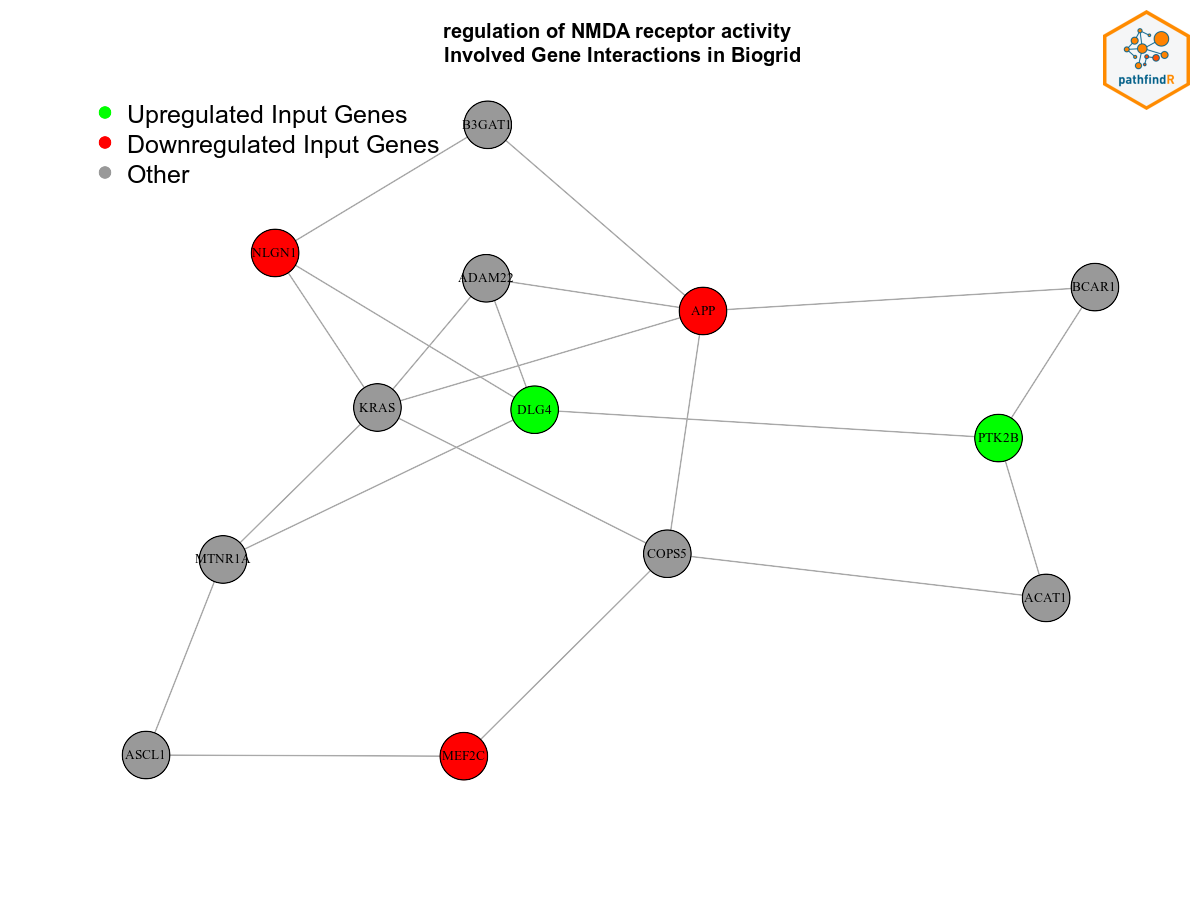 regulation of NMDA receptor activity
Involved Gene Interactions in Biogrid
pathfindR
Upregulated Input Genes
Downregulated Input Genes
Other
B3GAT1
NLGN1
ADAM22
BCAR1
APP
KRAS
DLG4
PTK2B
MTNR1A
COPS5
ACAT1
ASCL1
MEF2C